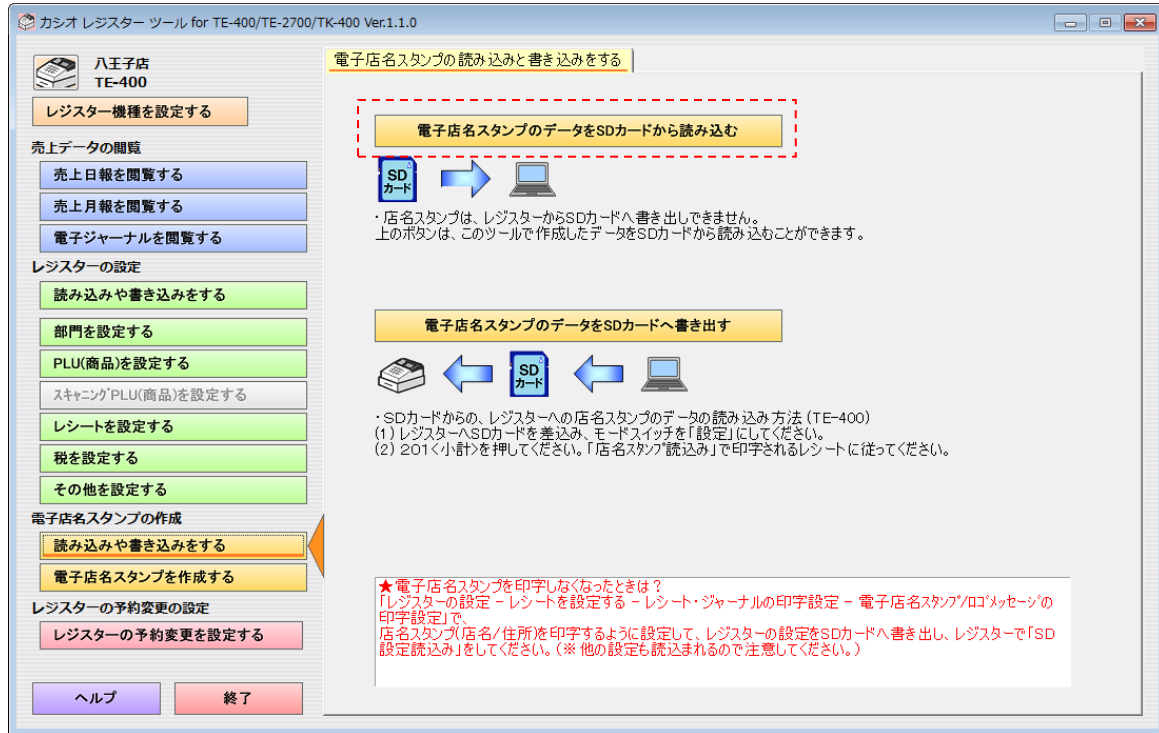 カシオ レジスター ツール for TE-400/TE-2700/TK-400 Ver.1.1.0
八王子店
TE-400
レジスター機種を設定する
売上データの閲覧
売上日報を閲覧する
売上月報を閲覧する
電子ジャーナルを閲覧する
レジスターの設定
読み込みや書き込みをする
部門を設定する
PLU(商品)を設定する
スキャニングPLU(商品)を設定する
レシートを設定する
税を設定する
その他を設定する
電子店名スタンプの作成
読み込みや書き込みをする
電子店名スタンプを作成する
レジスターの予約変更の設定
レジスターの予約変更を設定する
ヘルプ
終了
電子店名スタンプの読み込みと書き込みをする
電子店名スタンプのデータをSDカードから読み込む
SD
カード
・店名スタンプは、レジスターからSDカードへ書き出しできません。
上のボタンは、このツールで作成したデータをSDカードから読み込むことができます。
電子店名スタンプのデータをSDカードへ書き出す
SD
カード
・SDカードからの、レジスターへの店名スタンプのデータの読み込み方法(TE-400)
(1) レジスターへSDカードを差込み、モードスイッチを「設定」にしてください。
(2) 201<小計>を押してください。「店名スタンプ読込み」で印字されるレシートに従ってください。
★電子店名スタンプを印字しなくなったときは？
「レジスターの設定 − レシートを設定する − レシート・ジャーナルの印字設定 − 電子店名スタンプ/ロゴメッセージの
印字設定」で、
店名スタンプ(店名/住所)を印字するように設定して、レジスターの設定をSDカードへ書き出し、レジスターで「SD
設定読込み」をしてください。(※他の設定も読込まれるので注意してください。)